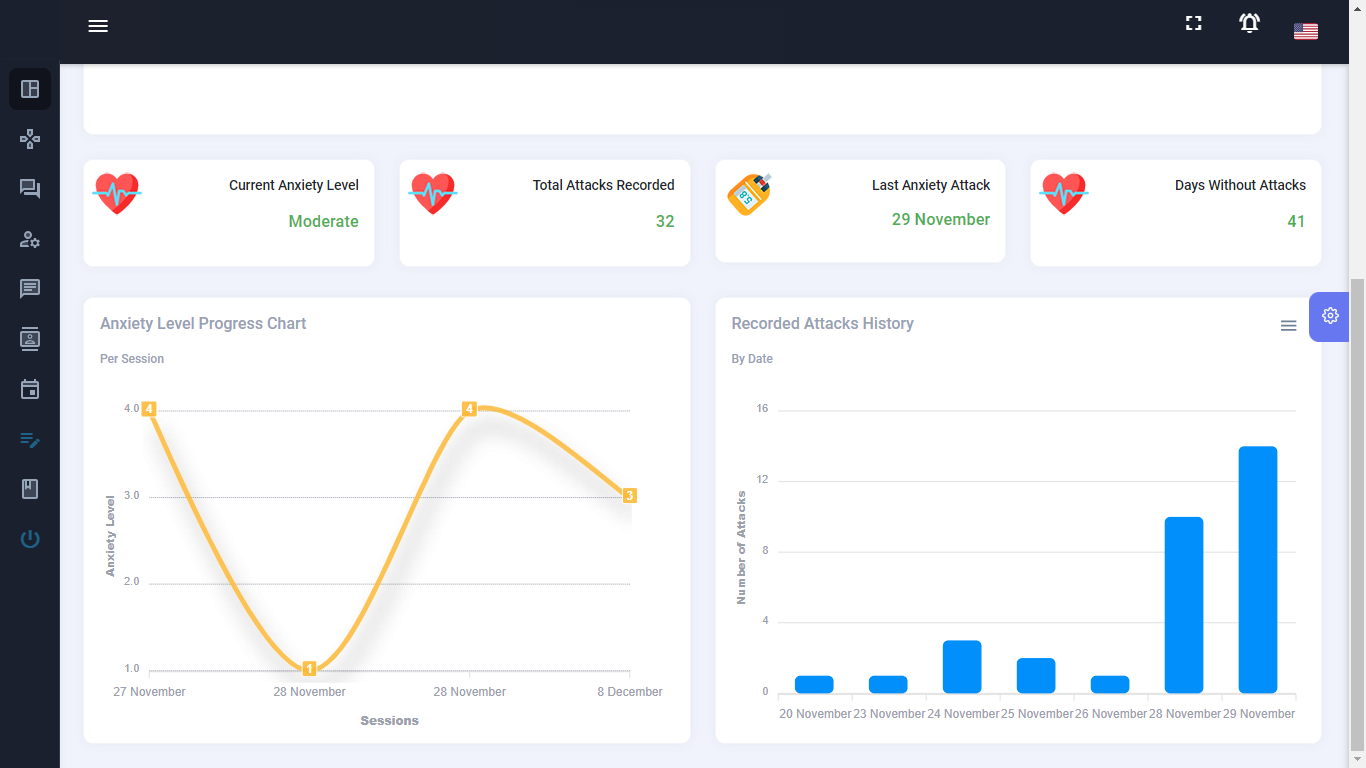 Current Anxiety Level
Moderate
Total Attacks Recorded
32
58
Last Anxiety Attack
29 November
Days Without Attacks
41
Anxiety Level Progress Chart
Per Session
Anxiety Level
4.0
3.0
2.0
1.0
4
1
4
3
27 November 28 November 28 November 8 December
Sessions
Recorded Attacks History
By Date
Number of Attacks
16
12
8
4
0
20 November 23 November 24 November 25 November 26 November 28 November 29 November